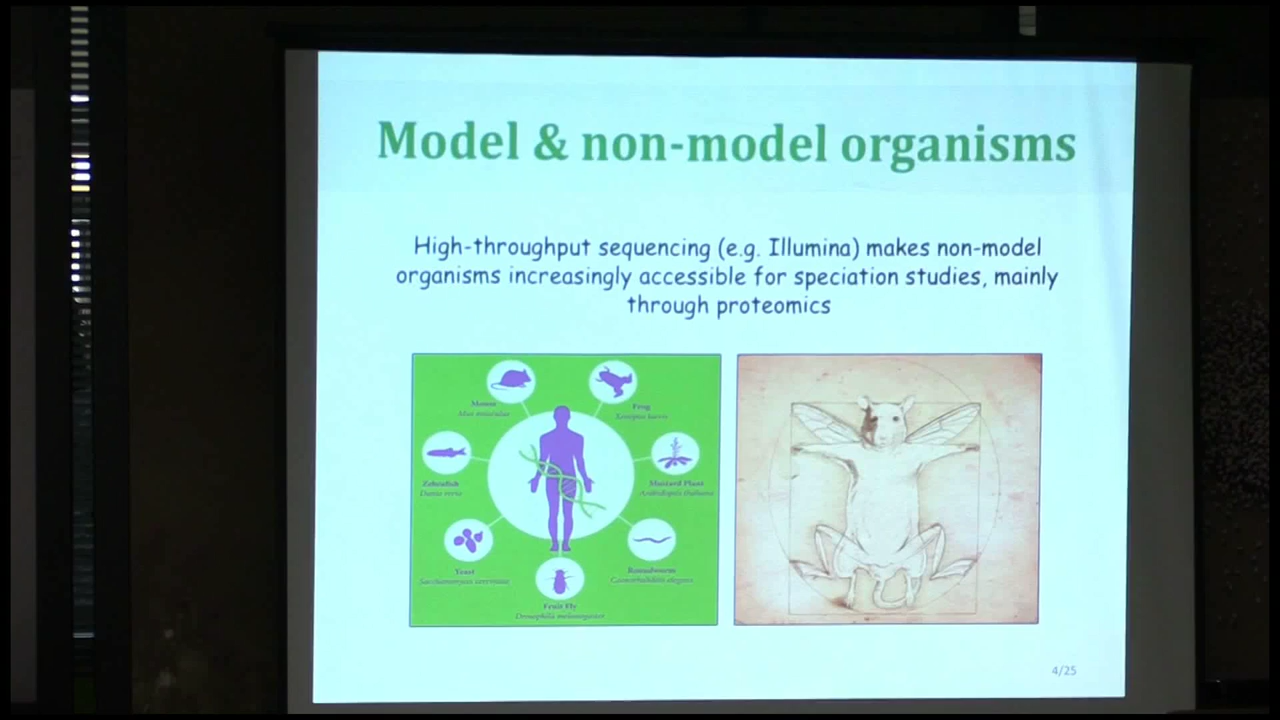 Model & non-model organisms
High-throughput sequencing (e.g. Illumina) makes non-model
organisms increasingly accessible for speciation studies, mainly
through proteomics
Mouse
Mus musculus
Frog
Xenopus laevis
Zebrafish
Danio rerio
Mustard Plant
Arabidopsis thaliana
Yeast
Saccharomyces cerevisiae
Roundworm
Caenorhabditis elegans
Fruit Fly
Drosophila melanogaster
4/25